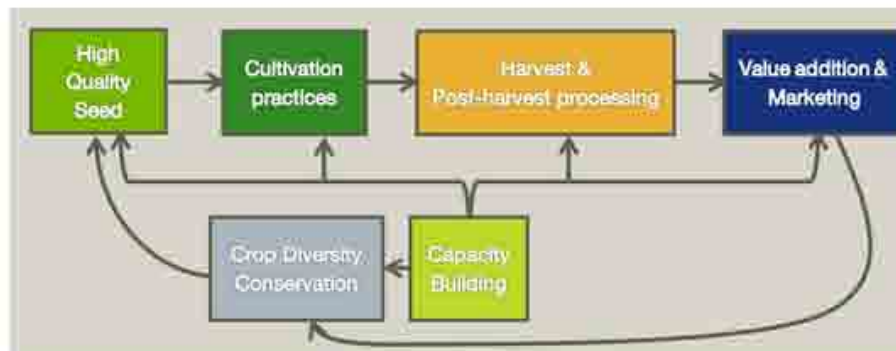 High
Quality
Seed
Cultivation
practices
Harvest &
Post-harvest processing
Value addition &
Marketing
Crop Diversity
Conservation
Capacity
Building